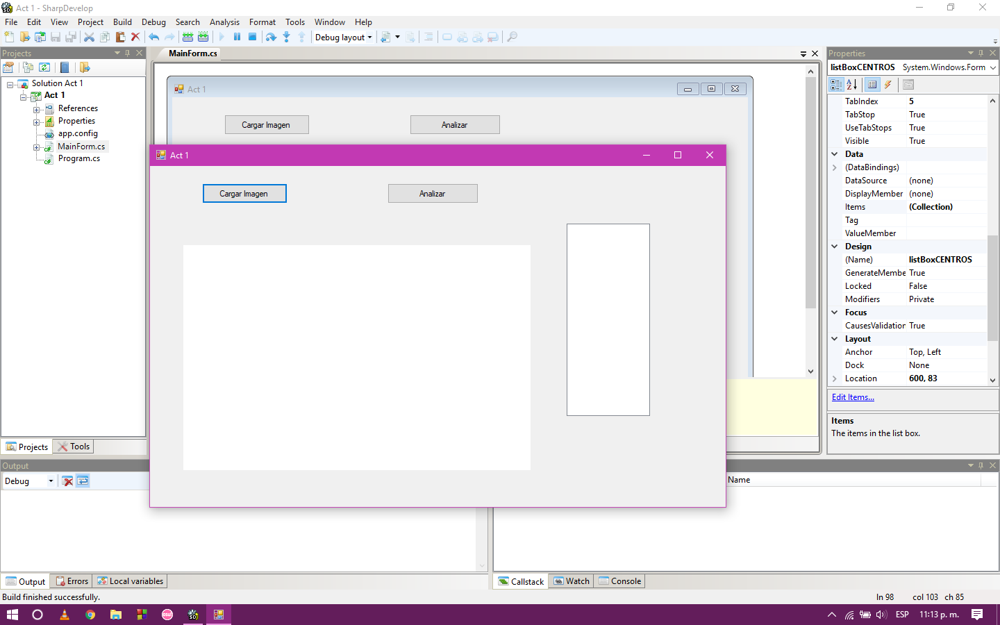 Act 1 - SharpDevelop
File Edit View Project Build Debug Search Analysis Format Tools Window Help
Debug layout
Projects
Solution Act 1
Act 1
References
Properties
app.config
MainForm.cs
Program.cs
Projects
Tools
MainForm.cs
Act 1
Cargar Imagen
Analizar
Act 1
Cargar Imagen
Analizar
Properties
listBoxCENTROS System.Windows.Form
TabIndex 5
TabStop True
UseTabStops True
Visible True
Data
(DataBindings)
DataSource (none)
DisplayMember (none)
Items (Collection)
Tag
ValueMember
Design
(Name) listBoxCENTROS
GenerateMembe True
Locked False
Modifiers Private
Focus
CausesValidation True
Layout
Anchor Top, Left
Dock None
Location 600, 83
Edit Items...
Items
The items in the list box.
Output
Debug
Name
Output
Errors
Local variables
Callstack
Watch
Console
Build finished successfully.
ln 98 col 103 ch 85
ESP 11:13 p. m.